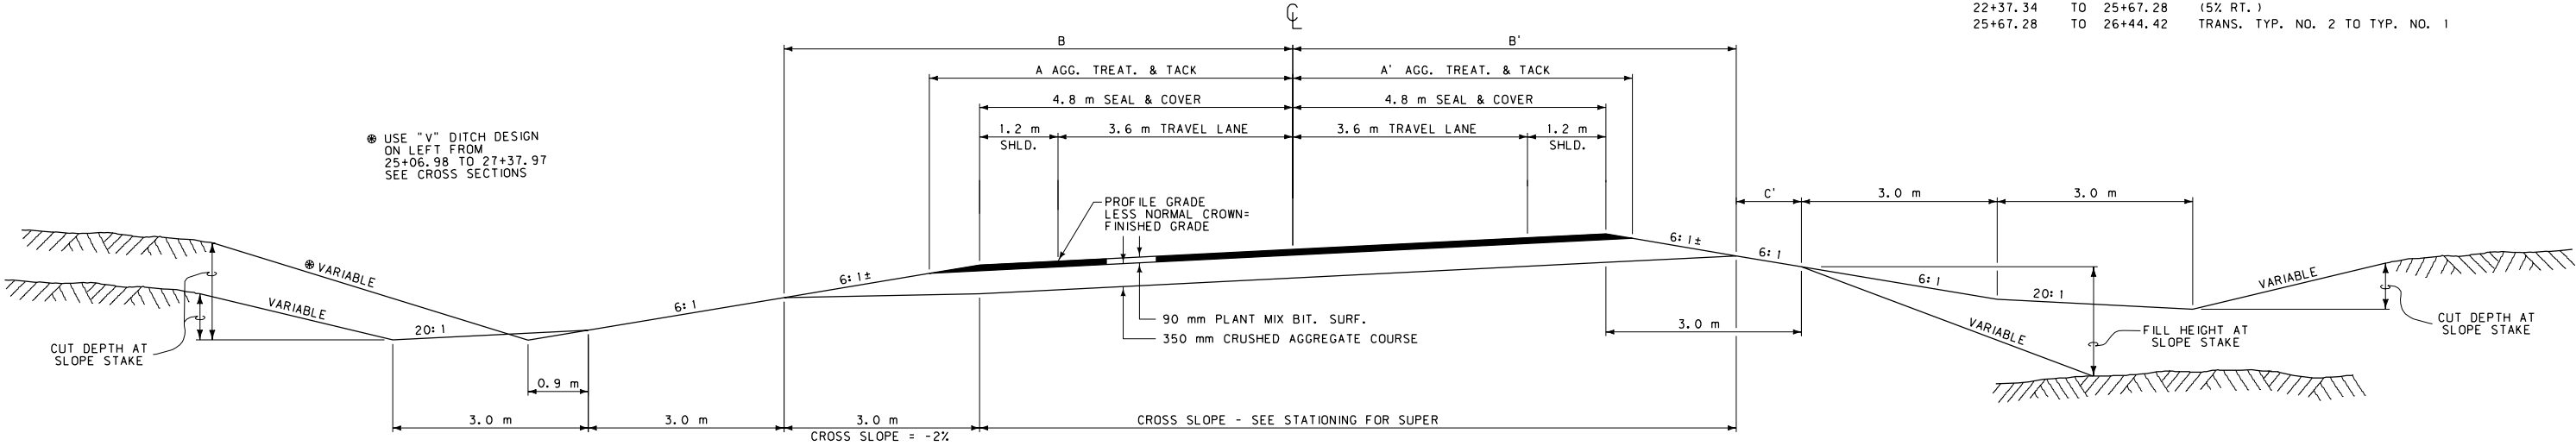 22+37.34 TO 25+67.28 (5% RT.)
25+67.28 TO 26+44.42 TRANS. TYP. NO. 2 TO TYP. NO. 1
℄
B B'
A AGG. TREAT. & TACK A' AGG. TREAT. & TACK
4.8 m SEAL & COVER 4.8 m SEAL & COVER
1.2 m 3.6 m TRAVEL LANE 3.6 m TRAVEL LANE 1.2 m
SHLD. SHLD.
⊛ USE "V" DITCH DESIGN
ON LEFT FROM
25+06.98 TO 27+37.97
SEE CROSS SECTIONS
PROFILE GRADE
LESS NORMAL CROWN=
FINISHED GRADE
C' 3.0 m 3.0 m
⊛ VARIABLE
VARIABLE
20:1
6:1
6:1±
6:1±
6:1
6:1
20:1
VARIABLE
VARIABLE
CUT DEPTH AT
SLOPE STAKE
90 mm PLANT MIX BIT. SURF.
350 mm CRUSHED AGGREGATE COURSE
3.0 m
FILL HEIGHT AT
SLOPE STAKE
CUT DEPTH AT
SLOPE STAKE
0.9 m
3.0 m 3.0 m 3.0 m CROSS SLOPE - SEE STATIONING FOR SUPER
CROSS SLOPE = -2%